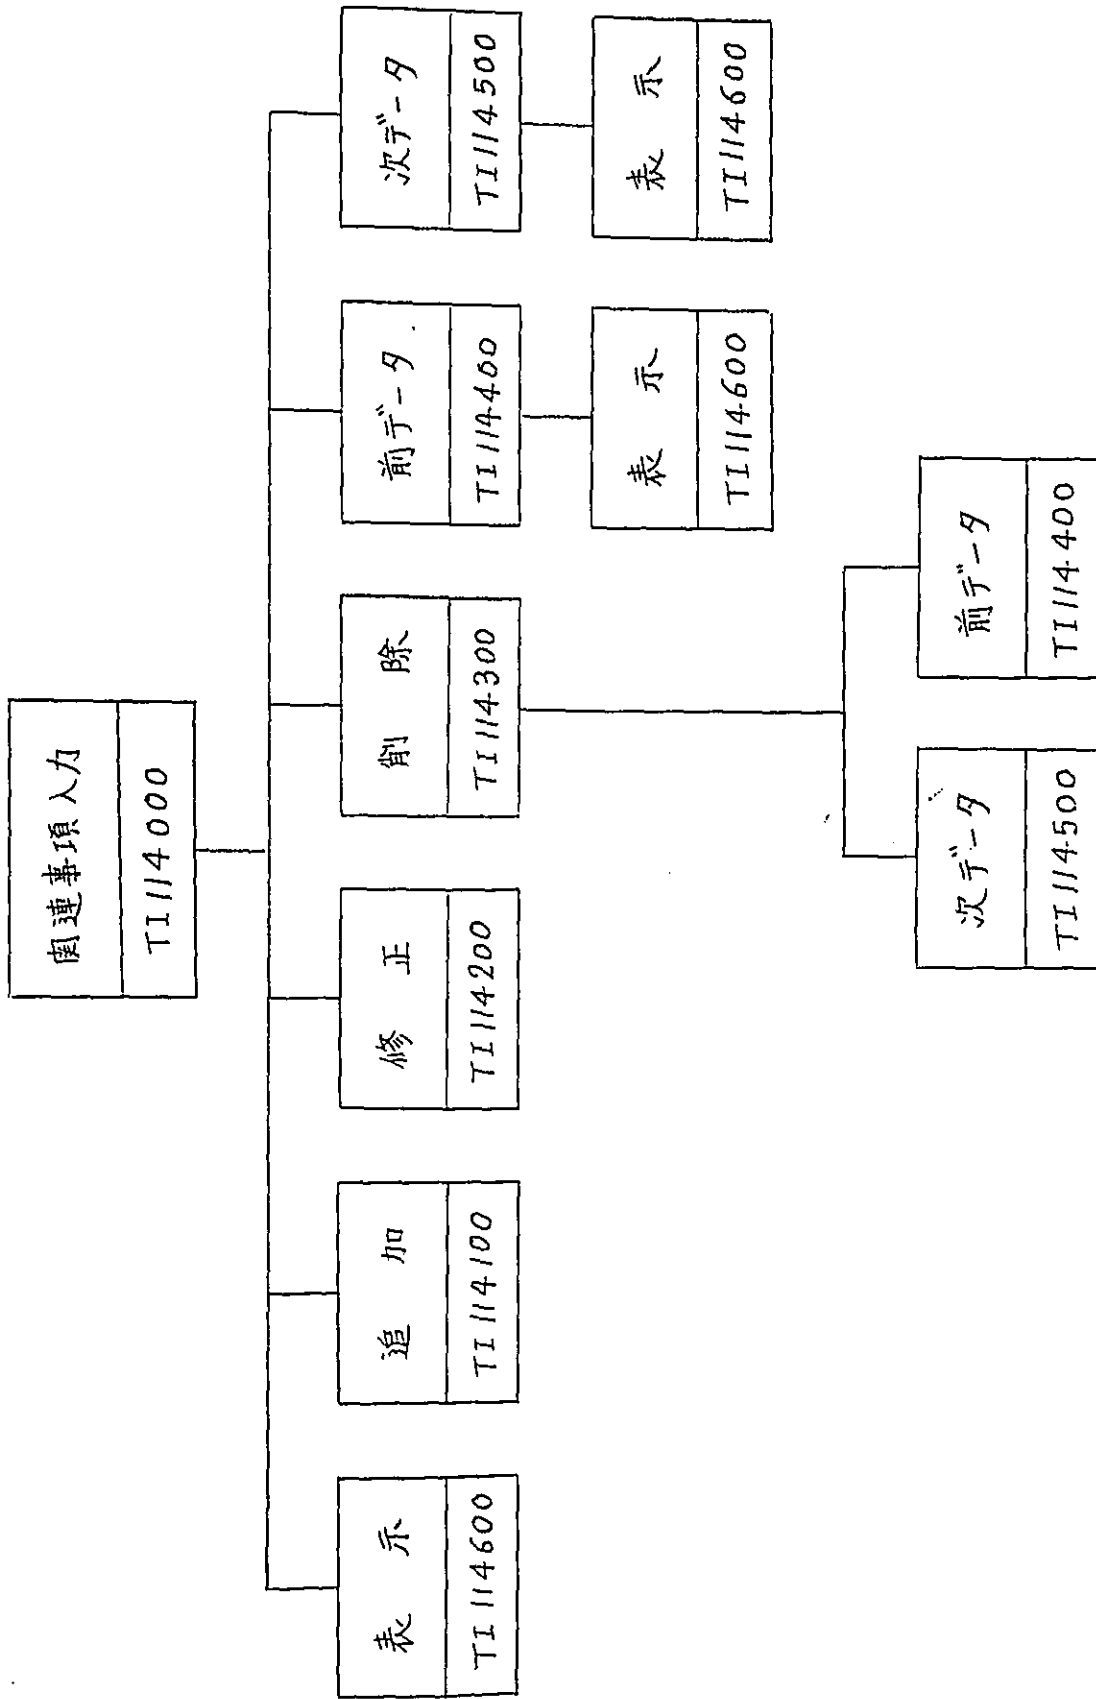 関連事項入力
TI114000
表 示
TI114600
追 加
TI114100
修 正
TI114200
削 除
TI114300
前データ
TI114400
次データ
TI114500
表 示
TI114600
表 示
TI114600
次データ
TI114500
前データ
TI114400